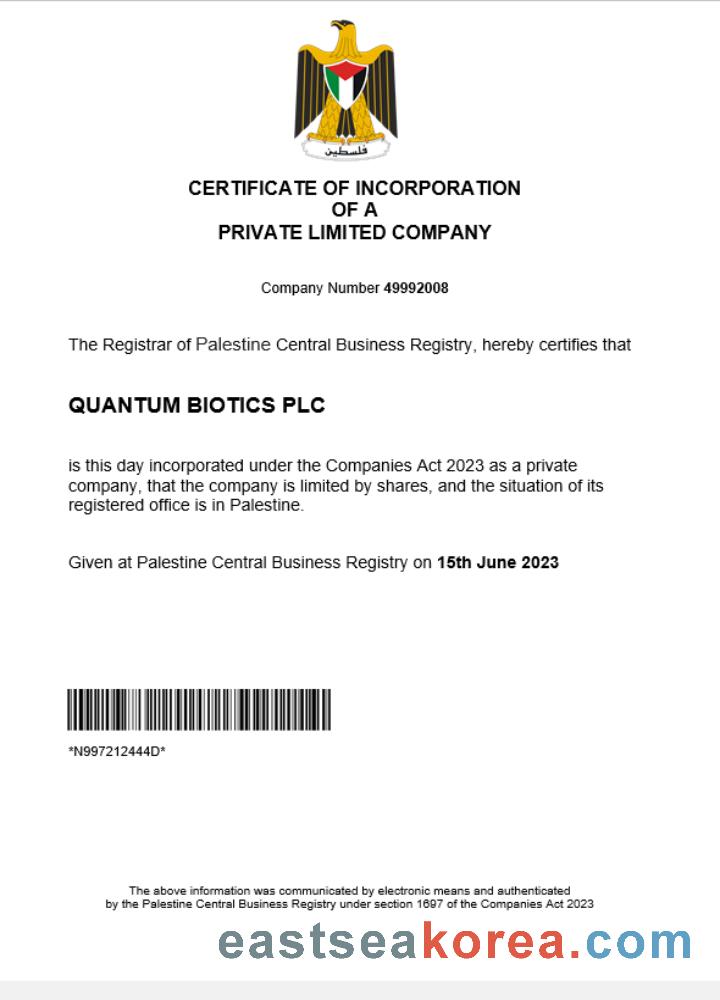 فلسطين
CERTIFICATE OF INCORPORATION
OF A
PRIVATE LIMITED COMPANY
Company Number 49992008
The Registrar of Palestine Central Business Registry, hereby certifies that
QUANTUM BIOTICS PLC
is this day incorporated under the Companies Act 2023 as a private
company, that the company is limited by shares, and the situation of its
registered office is in Palestine.
Given at Palestine Central Business Registry on 15th June 2023
*N997212444D*
The above information was communicated by electronic means and authenticated
by the Palestine Central Business Registry under section 1697 of the Companies Act 2023
eastseakorea.com